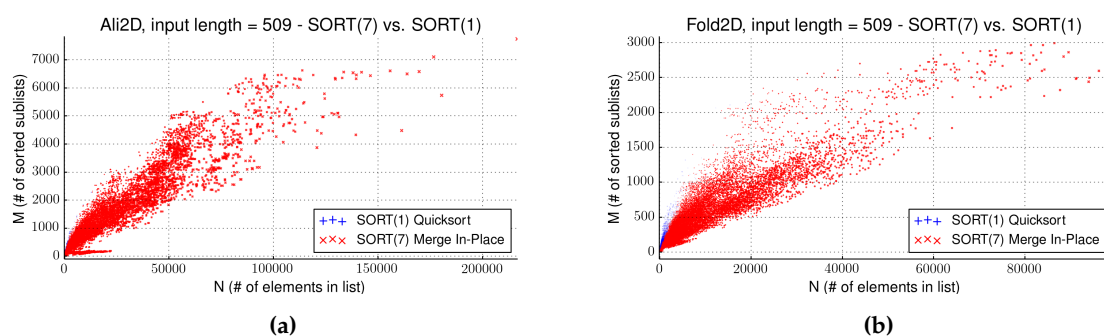 Ali2D, input length = 509 - SORT(7) vs. SORT(1)
M (# of sorted sublists)
7000
6000
5000
4000
3000
2000
1000
0
0
50000
100000
150000
200000
N (# of elements in list)
SORT(1) Quicksort
SORT(7) Merge In-Place
(a)
Fold2D, input length = 509 - SORT(7) vs. SORT(1)
M (# of sorted sublists)
3000
2500
2000
1500
1000
500
0
0
20000
40000
60000
80000
N (# of elements in list)
SORT(1) Quicksort
SORT(7) Merge In-Place
(b)